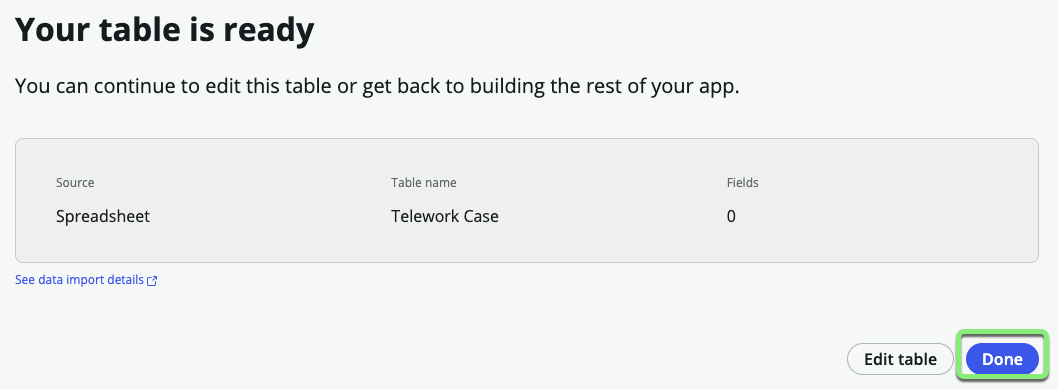 Your table is ready
You can continue to edit this table or get back to building the rest of your app.
Source Table name Fields
Spreadsheet Telework Case 0
See data import details
Edit table Done